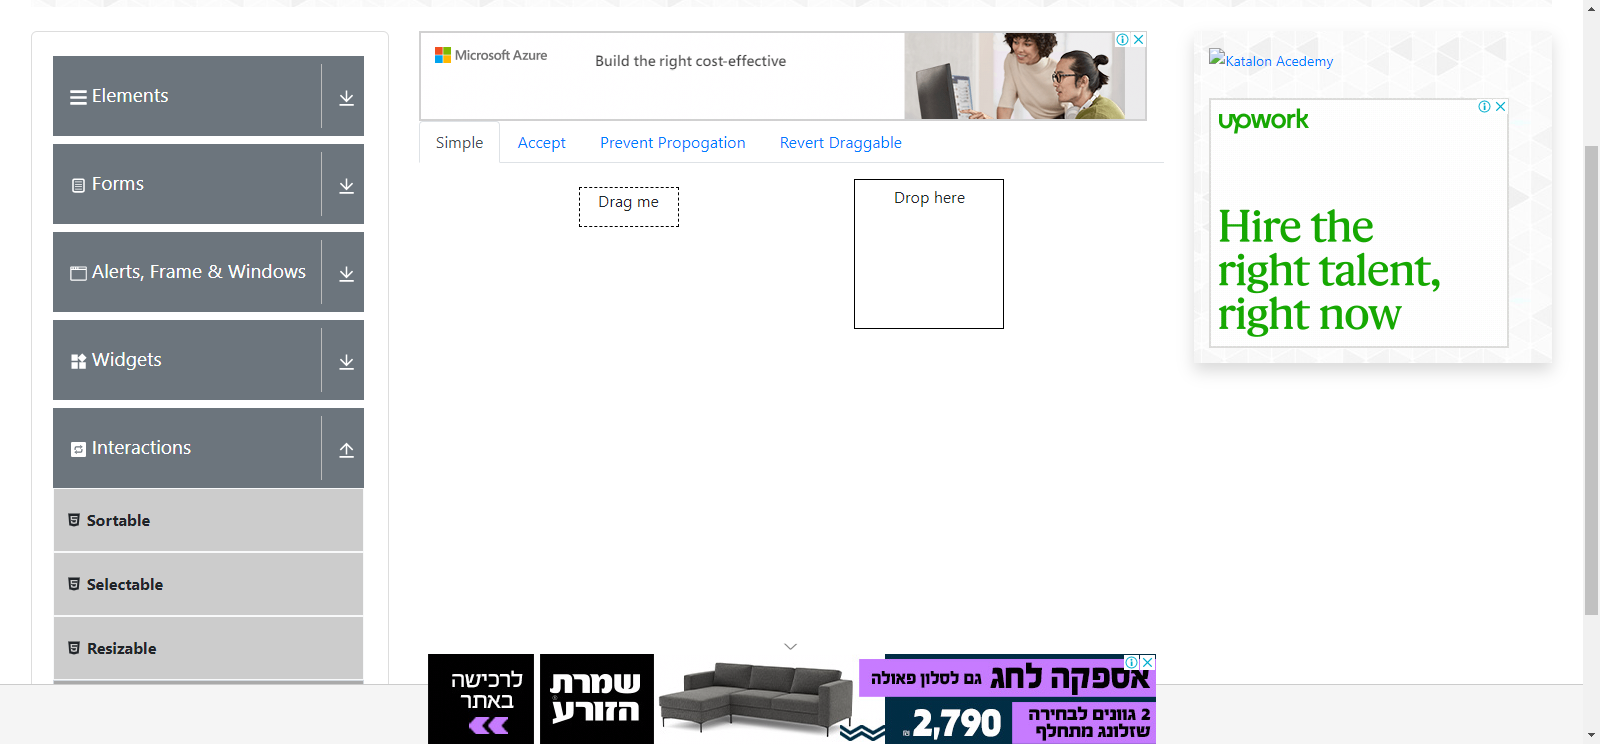 Elements
Forms
Alerts, Frame & Windows
Widgets
Interactions
Sortable
Selectable
Resizable
Microsoft Azure
Build the right cost-effective
Simple Accept Prevent Propogation Revert Draggable
Drag me
Drop here
Katalon Acedemy
upwork
Hire the
right talent,
right now
לרכישה
באתר
שמרת
הזורע
אספקה לחג גם לסלון פאולה
2 גוונים לבחירה
שזלונג מתחלף
2,790 ₪